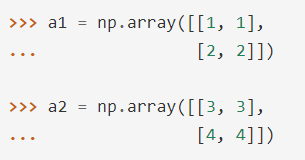 >>> a1 = np.array([[1, 1],
...                [2, 2]])
>>> a2 = np.array([[3, 3],
...                [4, 4]])